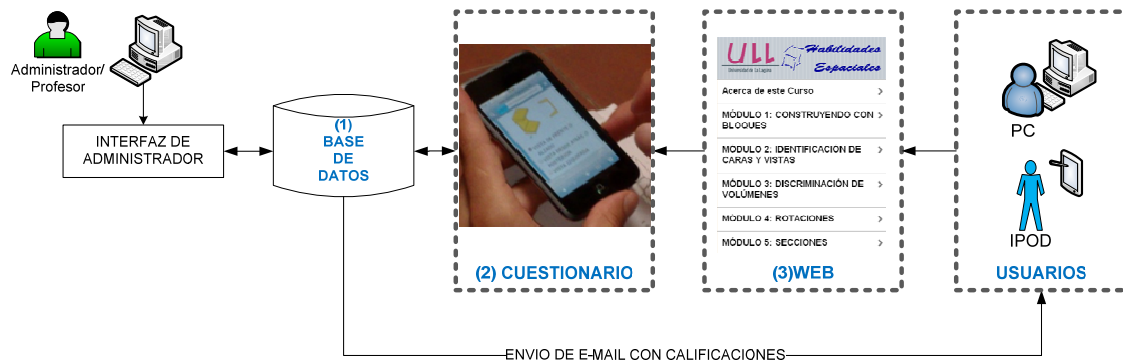 Administrador/
Profesor
INTERFAZ DE
ADMINISTRADOR
(1)
BASE
DE
DATOS
(2) CUESTIONARIO
ULL
Universidad de La Laguna
Habilidades
Espaciales
Acerca de este Curso
MÓDULO 1: CONSTRUYENDO CON
BLOQUES
MÓDULO 2: IDENTIFICACION DE
CARAS Y VISTAS
MÓDULO 3: DISCRIMINACIÓN DE
VOLÚMENES
MÓDULO 4: ROTACIONES
MÓDULO 5: SECCIONES
(3)WEB
PC
IPOD
USUARIOS
ENVIO DE E-MAIL CON CALIFICACIONES